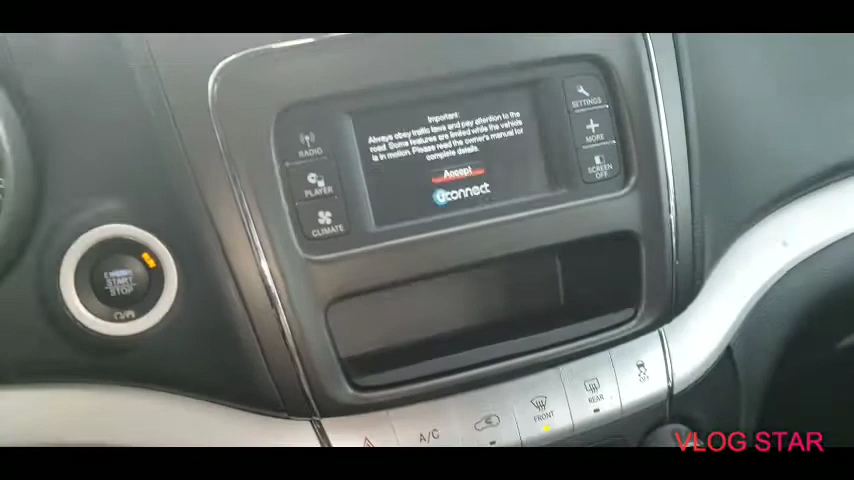 Important:
Always obey traffic laws and pay attention to the
road. Some features are limited while the vehicle
is in motion. Please read the owner's manual for
complete details.
Accept
uconnect
RADIO
PLAYER
CLIMATE
SETTINGS
MORE
SCREEN
OFF
ENGINE
START
STOP
A/C
FRONT
REAR
OFF
VLOG STAR